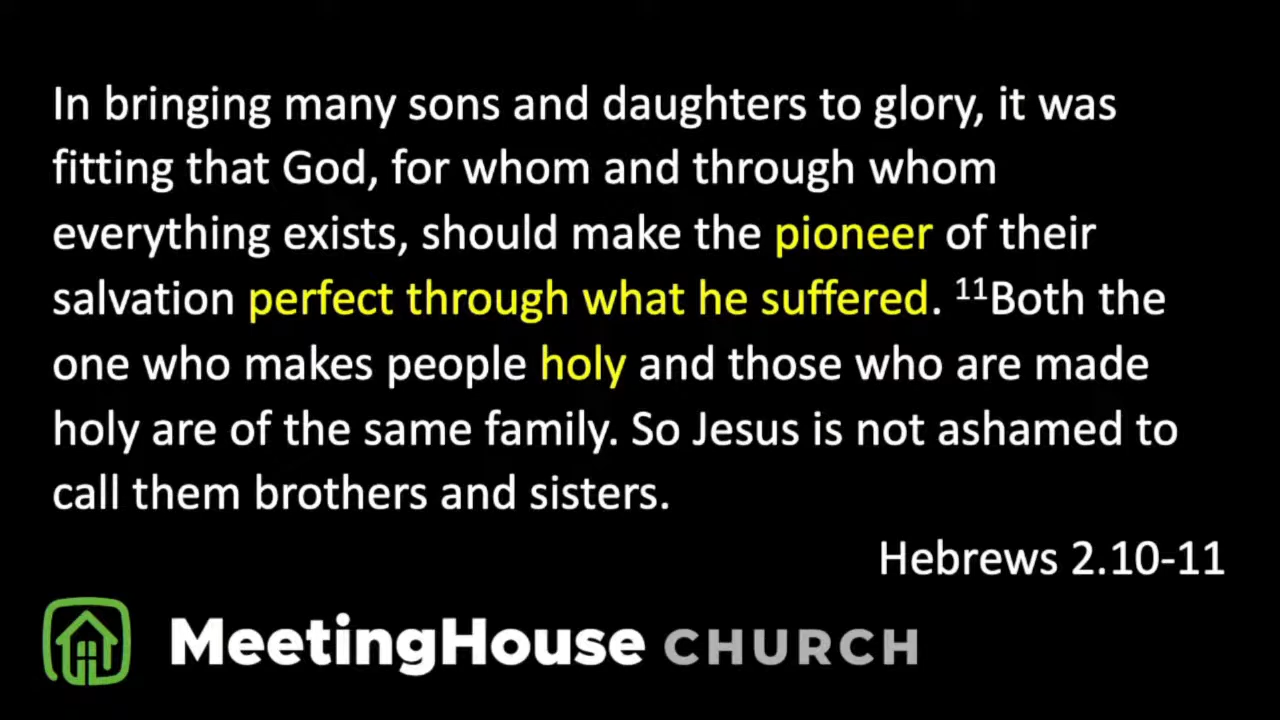 In bringing many sons and daughters to glory, it was
fitting that God, for whom and through whom
everything exists, should make the pioneer of their
salvation perfect through what he suffered. ¹¹Both the
one who makes people holy and those who are made
holy are of the same family. So Jesus is not ashamed to
call them brothers and sisters.
Hebrews 2.10-11
MeetingHouse CHURCH